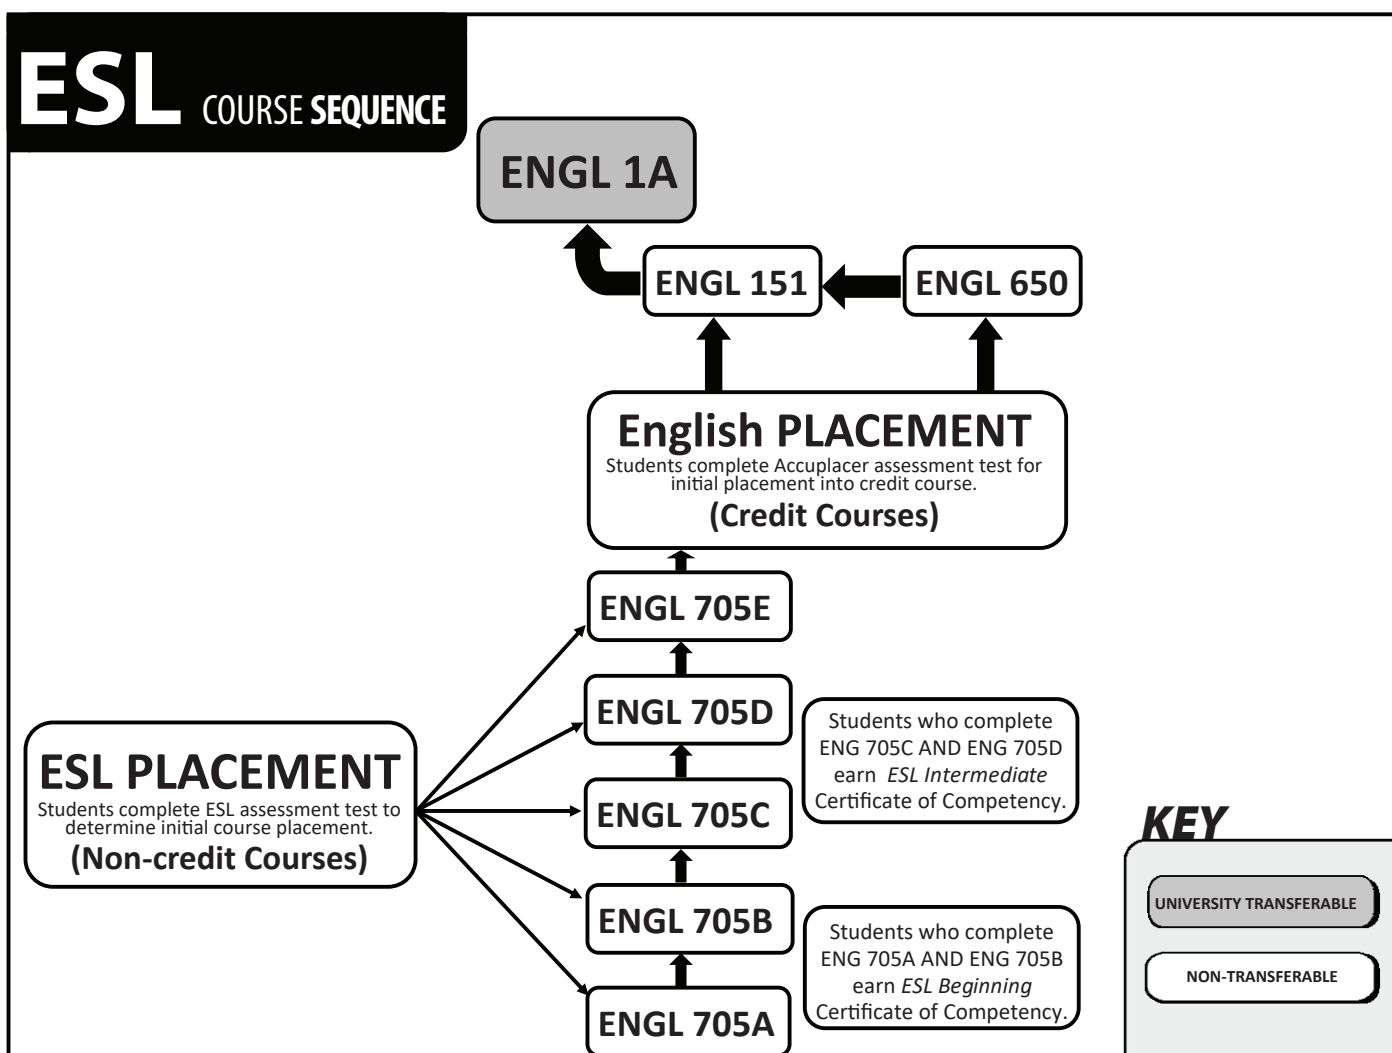 ESL COURSE SEQUENCE
ENGL 1A
ENGL 151
ENGL 650
English PLACEMENT
Students complete Accuplacer assessment test for
initial placement into credit course.
(Credit Courses)
ENGL 705E
ENGL 705D
Students who complete
ENG 705C AND ENG 705D
earn ESL Intermediate
Certificate of Competency.
ESL PLACEMENT
Students complete ESL assessment test to
determine initial course placement.
(Non-credit Courses)
ENGL 705C
ENGL 705B
Students who complete
ENG 705A AND ENG 705B
earn ESL Beginning
Certificate of Competency.
ENGL 705A
KEY
UNIVERSITY TRANSFERABLE
NON-TRANSFERABLE